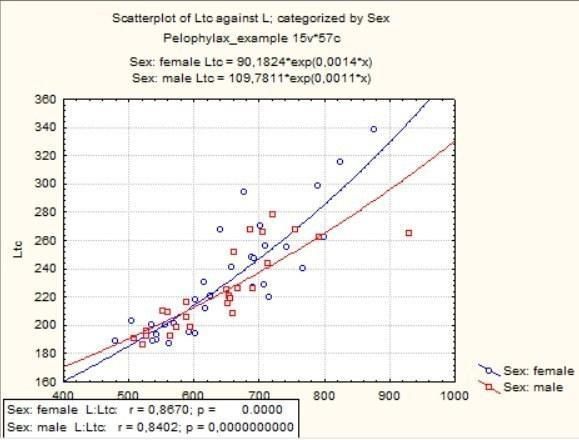 Scatterplot of Ltc against L; categorized by Sex
Pelophylax_example 15v*57c
Sex: female Ltc = 90,1824*exp(0,0014*x)
Sex: male Ltc = 109,7811*exp(0,0011*x)
360
340
320
300
280
260
240
220
200
180
160
Ltc
400
600
700
800
900
1000
Sex: female
Sex: male
Sex: female L:Ltc: r = 0,8670; p = 0.0000
Sex: male L:Ltc: r = 0,8402; p = 0,0000000000